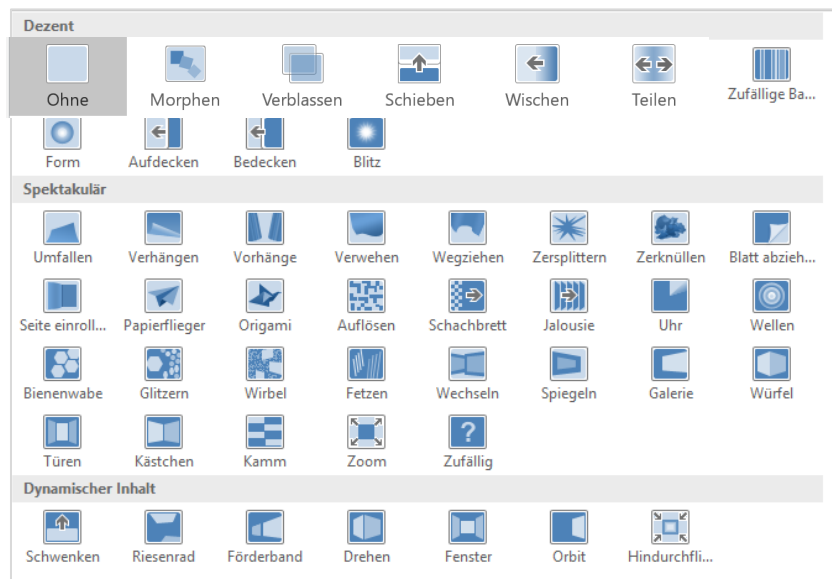 Dezent
Ohne Morphen Verblassen Schieben Wischen Teilen Zufällige Ba...
Form Aufdecken Bedecken Blitz
Spektakulär
Umfallen Verhängen Vorhänge Verwehen Wegziehen Zersplittern Zerknüllen Blatt abzieh...
Seite einroll... Papierflieger Origami Auflösen Schachbrett Jalousie Uhr Wellen
Bienenwabe Glitzern Wirbel Fetzen Wechseln Spiegeln Galerie Würfel
Türen Kästchen Kamm Zoom Zufällig
Dynamischer Inhalt
Schwenken Riesenrad Förderband Drehen Fenster Orbit Hindurchfli...